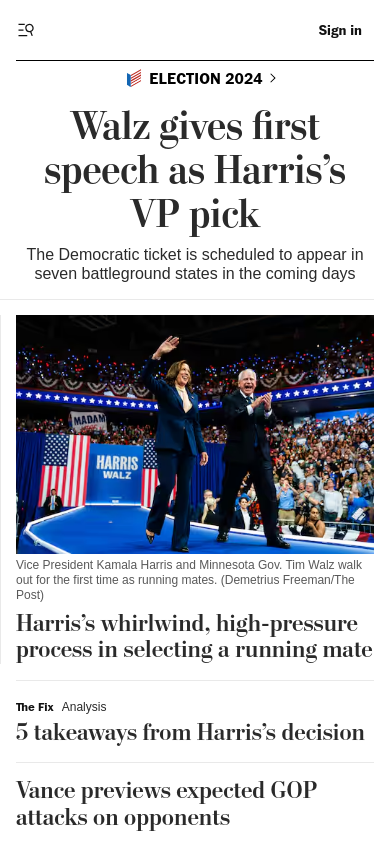 Sign in
ELECTION 2024
Walz gives first
speech as Harris’s
VP pick
The Democratic ticket is scheduled to appear in
seven battleground states in the coming days
MADAM
HARRIS
WALZ
Vice President Kamala Harris and Minnesota Gov. Tim Walz walk
out for the first time as running mates. (Demetrius Freeman/The
Post)
Harris’s whirlwind, high-pressure
process in selecting a running mate
The Fix Analysis
5 takeaways from Harris’s decision
Vance previews expected GOP
attacks on opponents